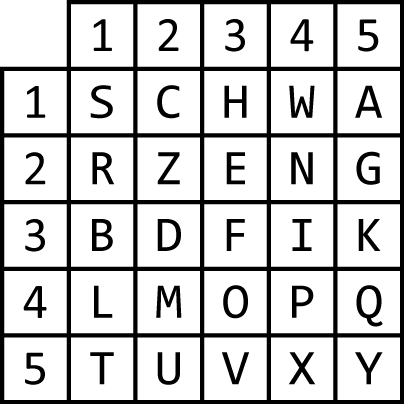 1 2 3 4 5
1 S C H W A
2 R Z E N G
3 B D F I K
4 L M O P Q
5 T U V X Y